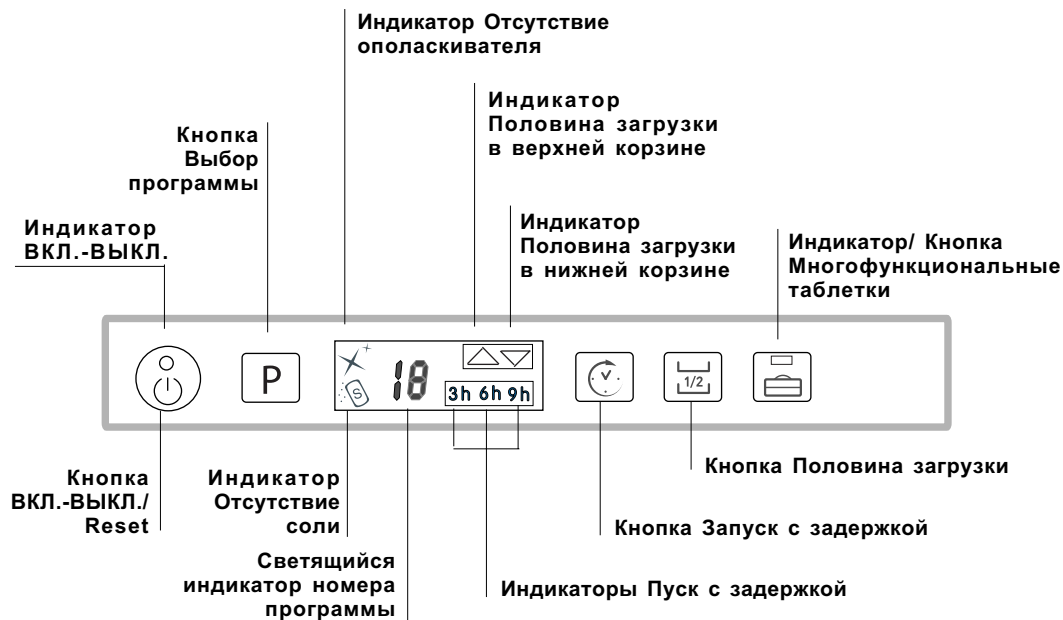 Индикатор Отсутствие
ополаскивателя
Индикатор
Половина загрузки
в верхней корзине
Кнопка
Выбор
программы
Индикатор
ВКЛ.-ВЫКЛ.
Индикатор
Половина загрузки
в нижней корзине
Индикатор/ Кнопка
Многофункциональные
таблетки
P
S
18
3h 6h 9h
1/2
Кнопка
ВКЛ.-ВЫКЛ./
Reset
Индикатор
Отсутствие
соли
Светящийся
индикатор номера
программы
Индикаторы Пуск с задержкой
Кнопка Запуск с задержкой
Кнопка Половина загрузки